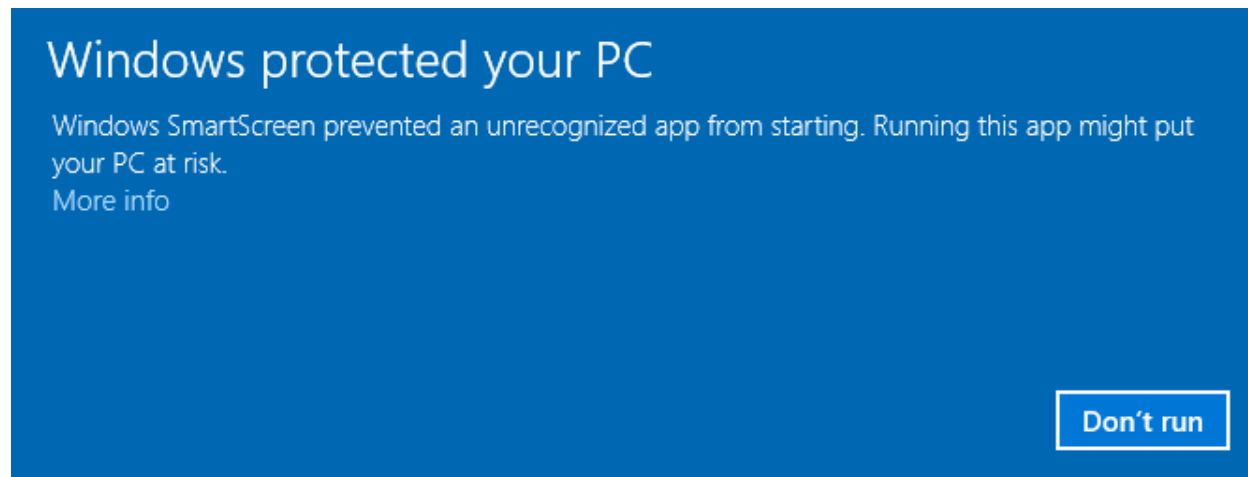 Windows protected your PC
Windows SmartScreen prevented an unrecognized app from starting. Running this app might put
your PC at risk.
More info
Don't run